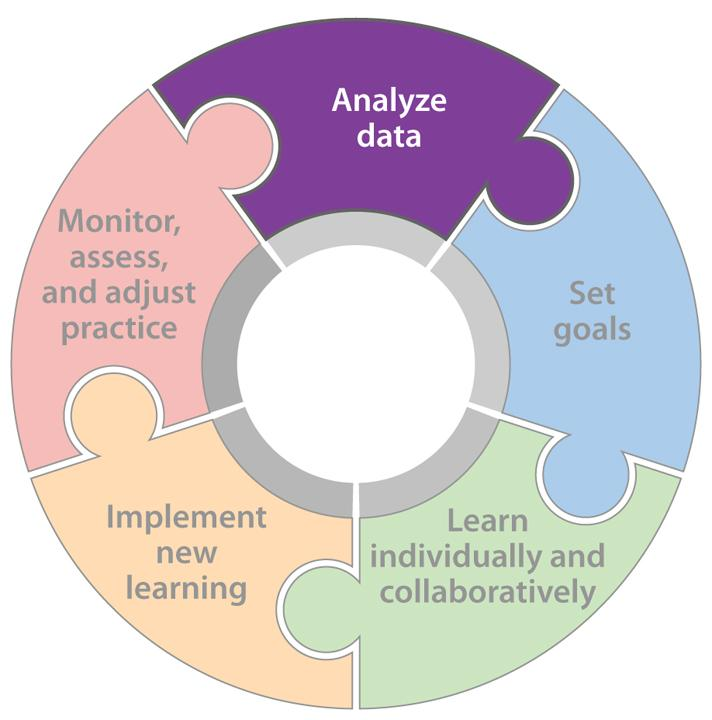 Analyze
data
Set
goals
Learn
individually and
collaboratively
Implement
new
learning
Monitor,
assess,
and adjust
practice